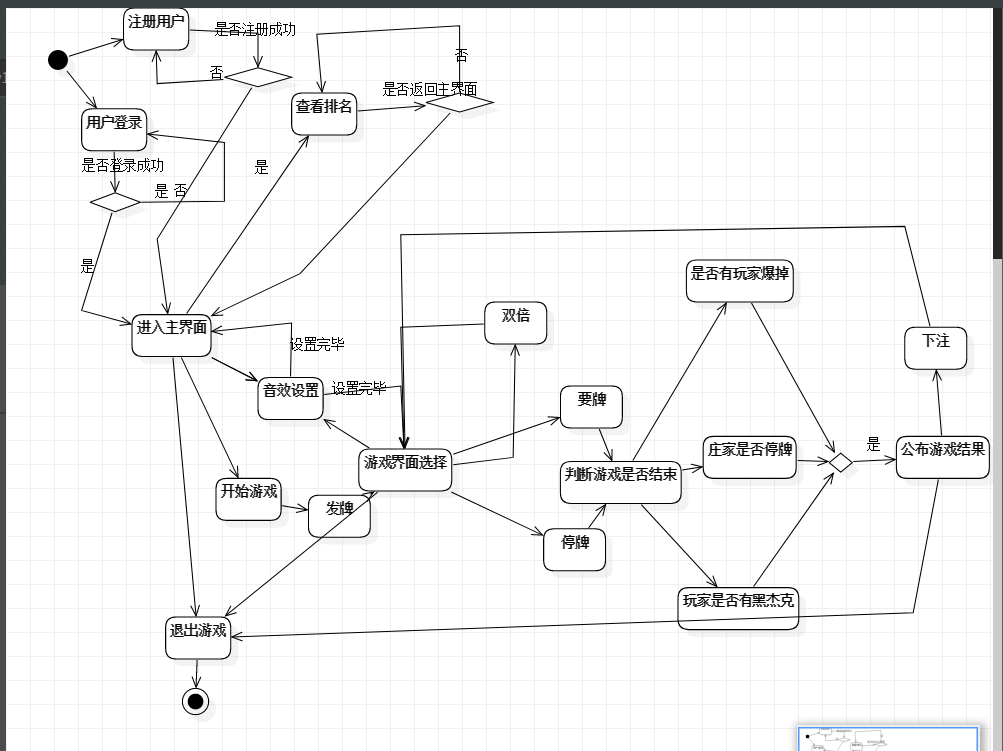 注册用户
是否注册成功
否
否
是否返回主界面
查看排名
用户登录
是否登录成功
是
是 否
是
进入主界面
是否有玩家爆掉
双倍
下注
设置完毕
音效设置
设置完毕
要牌
是
游戏界面选择
判断游戏是否结束
庄家是否停牌
公布游戏结果
开始游戏
发牌
停牌
玩家是否有黑杰克
退出游戏